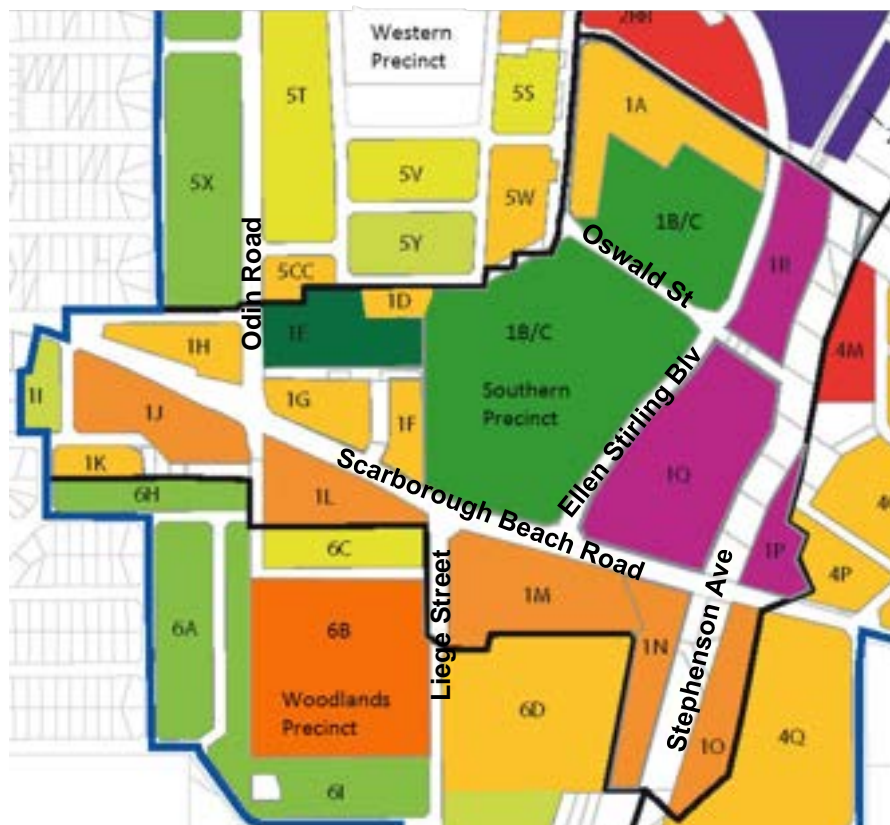 Western
Precinct
2HH
5T
5S
1A
5X
5V
5W
1B/C
5Y
Oswald St
1R
Odin Road
5CC
1D
1E
1B/C
4M
1H
Ellen Stirling Blv
Southern
Precinct
1I
1J
1G
1F
1Q
1K
Scarborough Beach Road
6H
1L
6C
1P
4P
Liege Street
1M
Stephenson Ave
6A
6B
1N
Woodlands
Precinct
6D
1O
4Q
6I